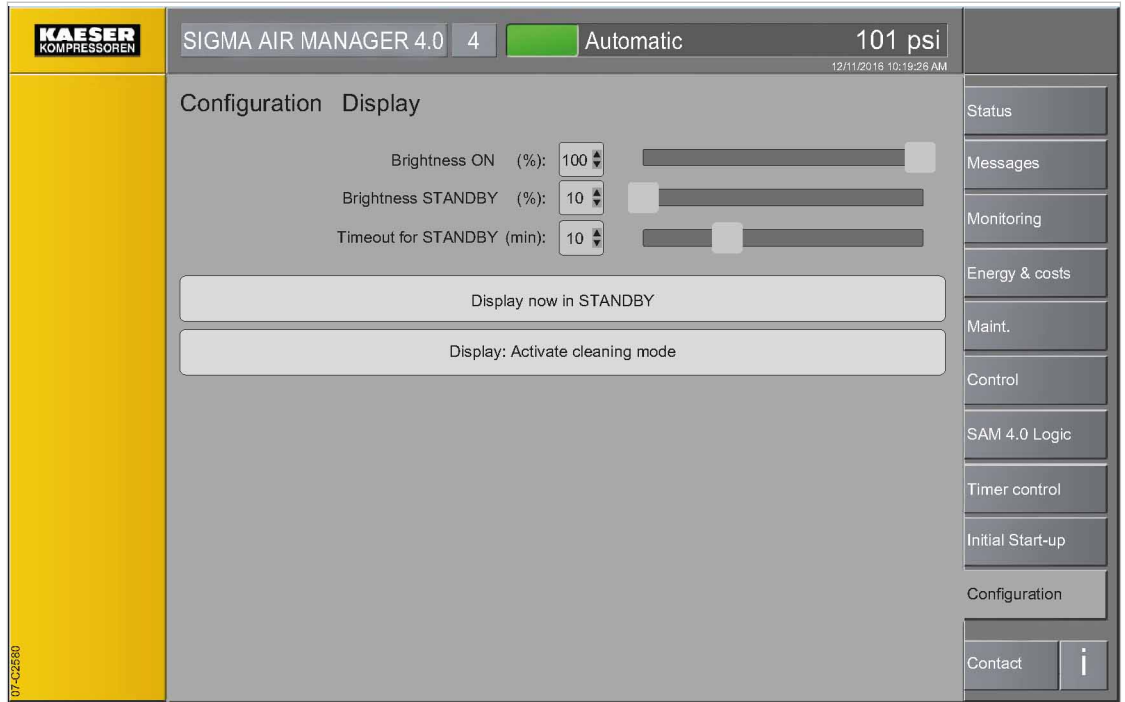 KAESER
KOMPRESSOREN
SIGMA AIR MANAGER 4.0 4 Automatic 101 psi
12/11/2016 10:19:26 AM
Configuration Display
Brightness ON (%): 100
Brightness STANDBY (%): 10
Timeout for STANDBY (min): 10
Display now in STANDBY
Display: Activate cleaning mode
Status
Messages
Monitoring
Energy & costs
Maint.
Control
SAM 4.0 Logic
Timer control
Initial Start-up
Configuration
Contact i
07-C2580